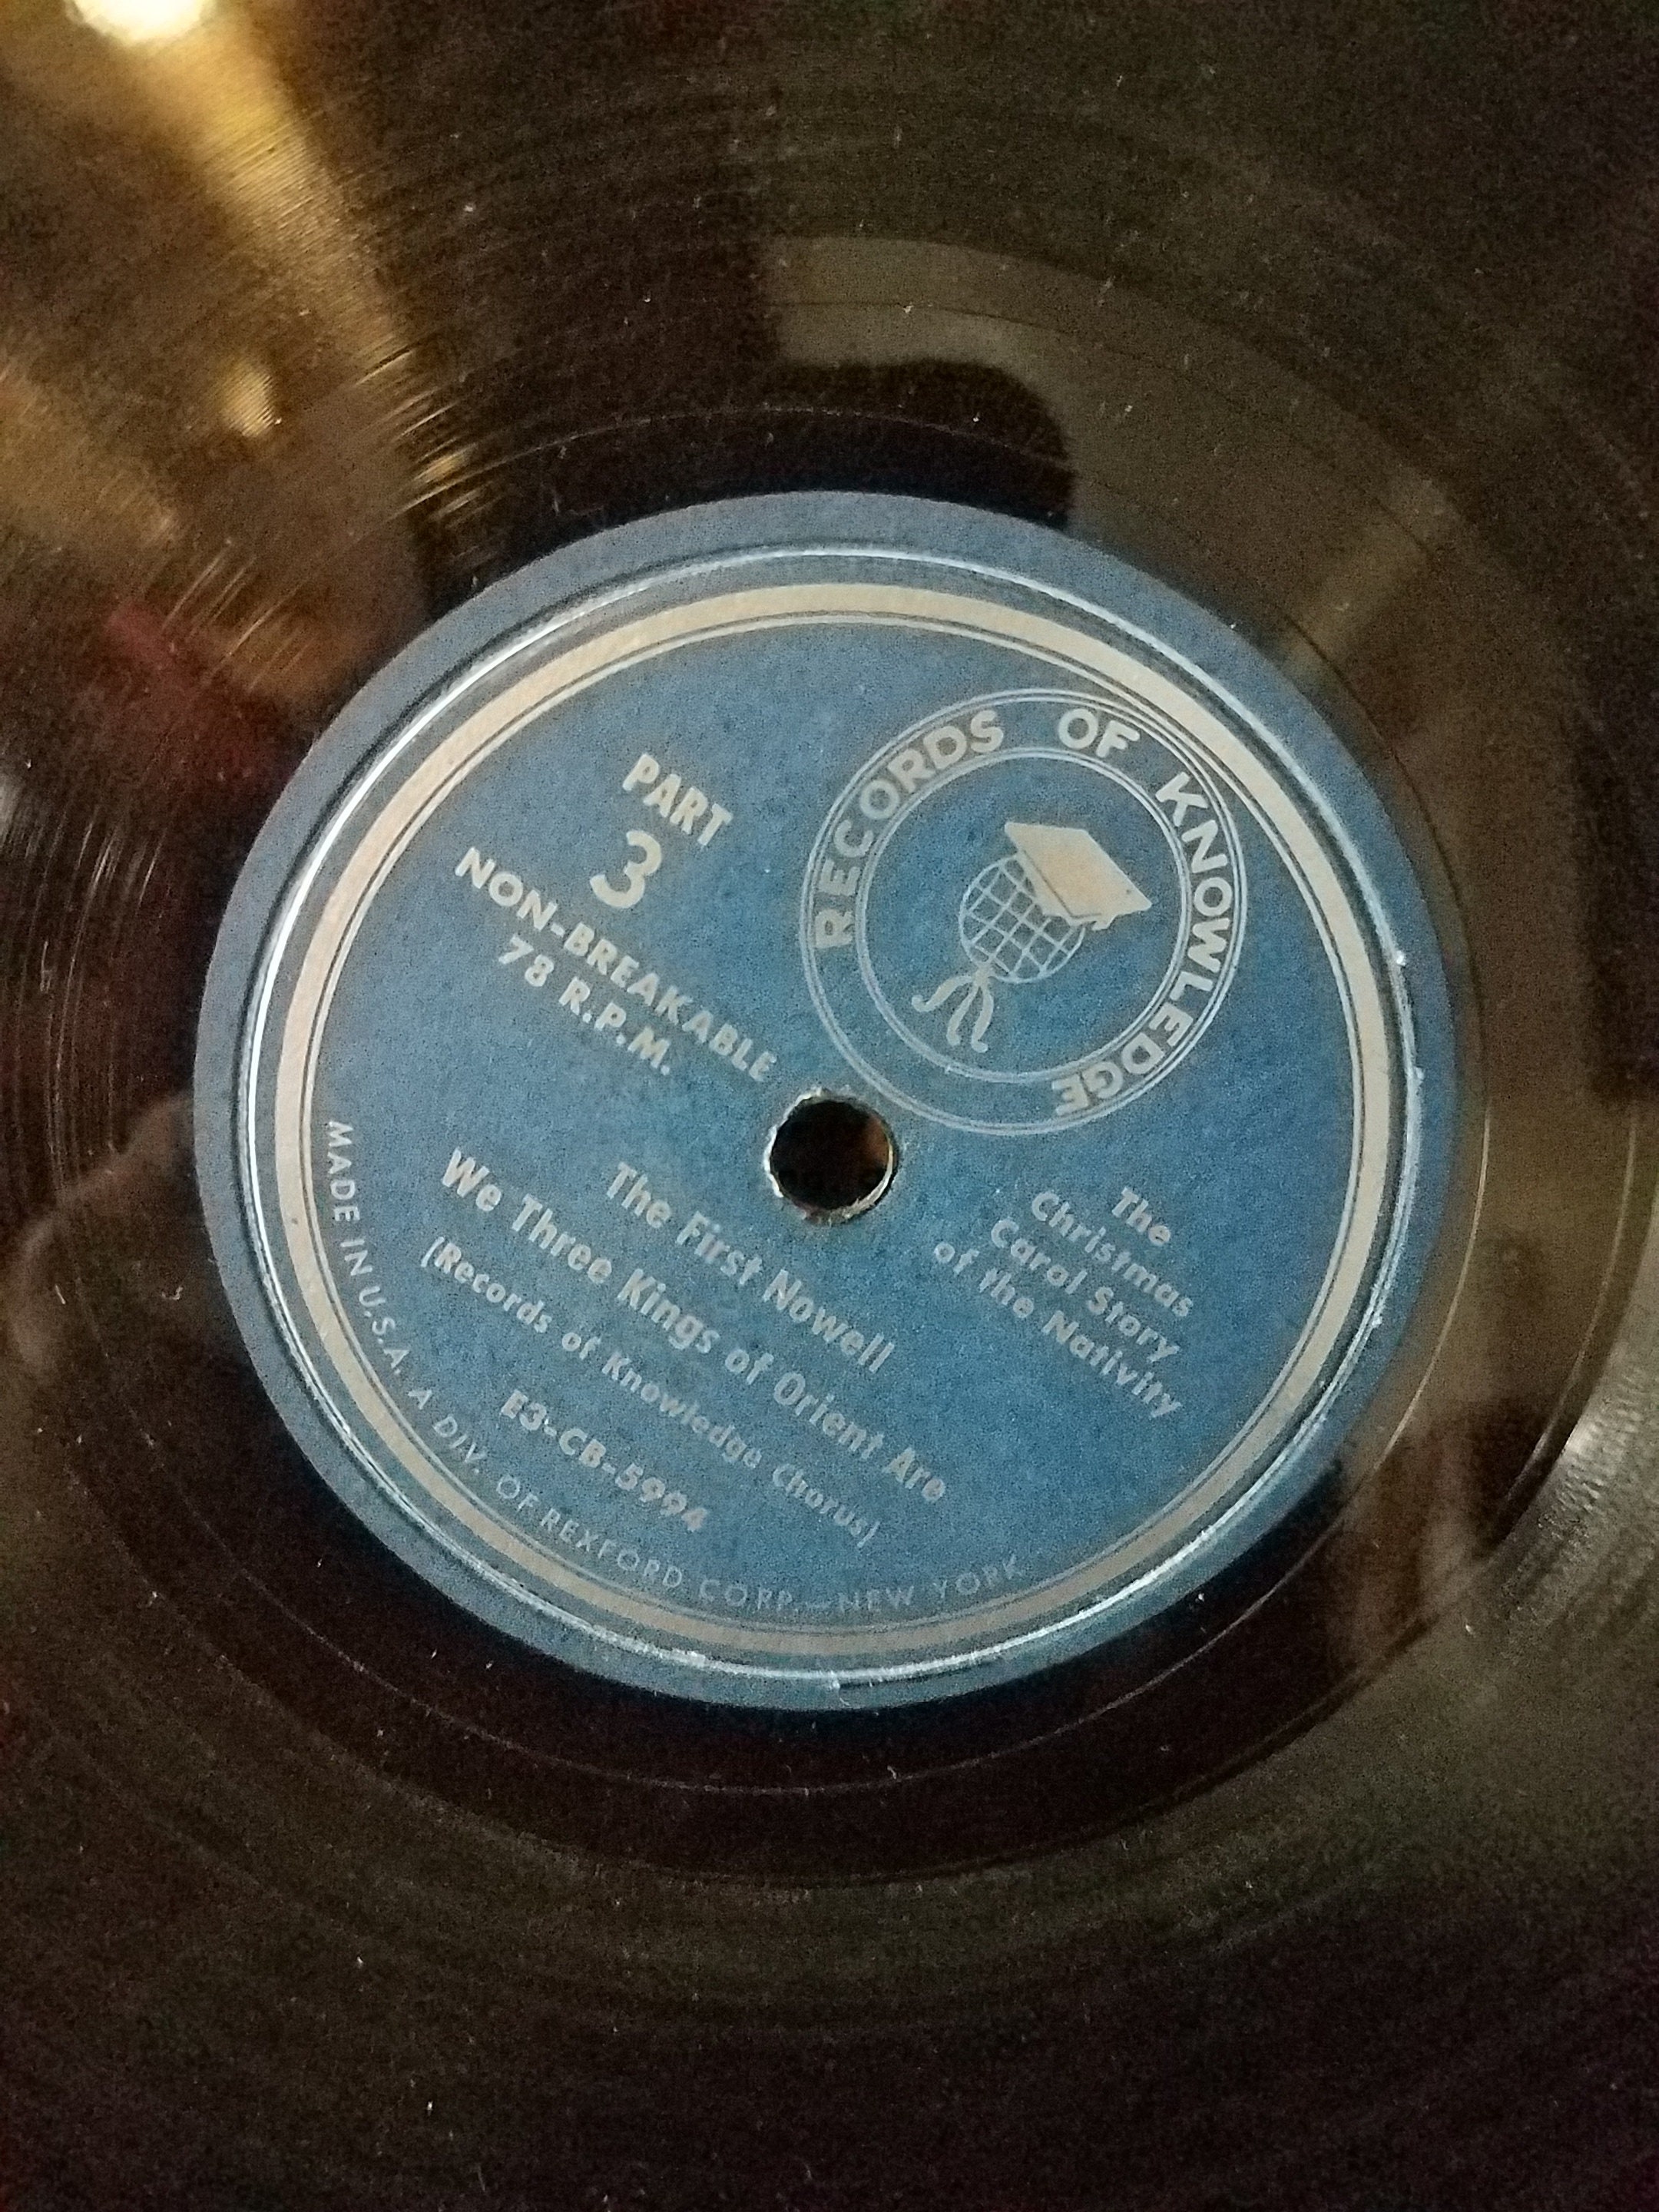 RECORDS OF KNOWLEDGE
PART
3
NON-BREAKABLE
78 R.P.M.
The
Christmas
Carol Story
of the Nativity
The First Nowell
We Three Kings of Orient Are
(Records of Knowledge Chorus)
E3-CB-5994
MADE IN U.S.A. A DIV. OF REXFORD CORP.—NEW YORK